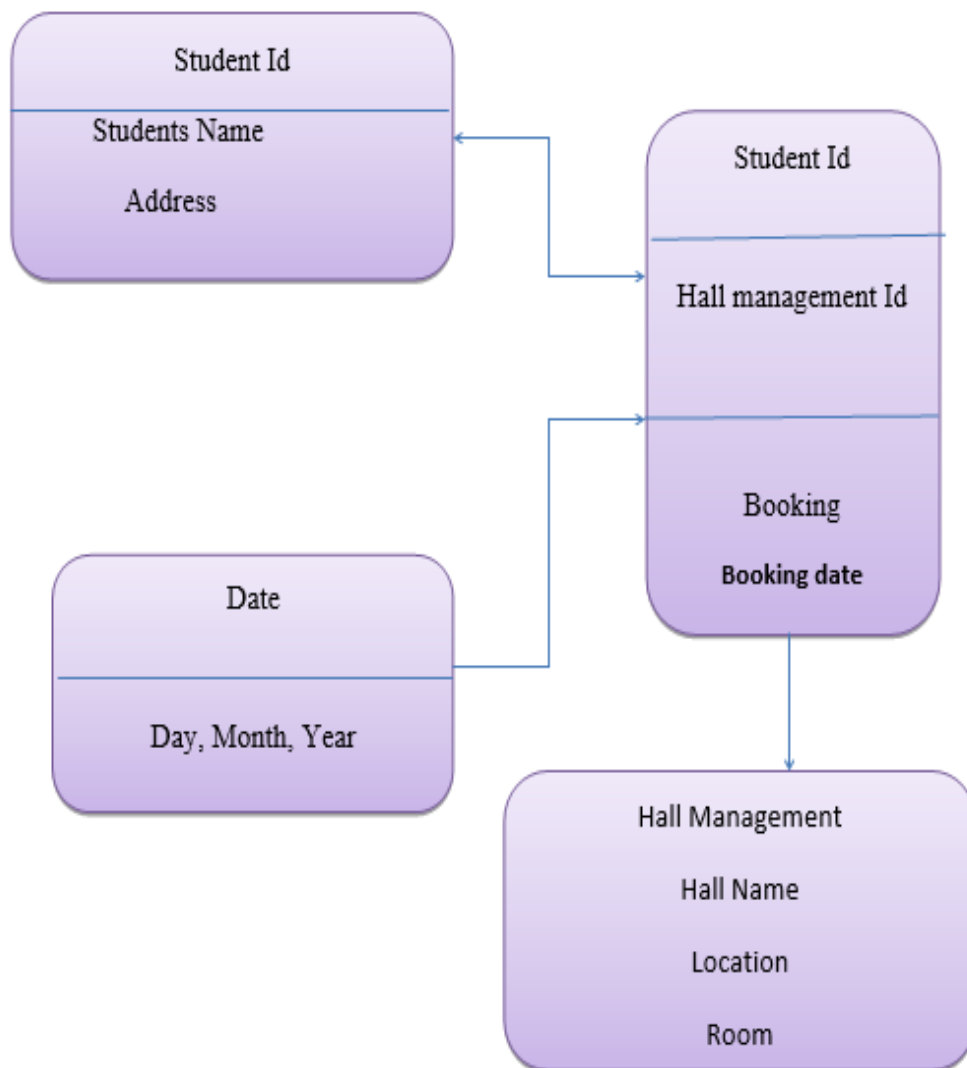 Student Id
Students Name
Address
Student Id
Hall management Id
Booking
Booking date
Date
Day, Month, Year
Hall Management
Hall Name
Location
Room